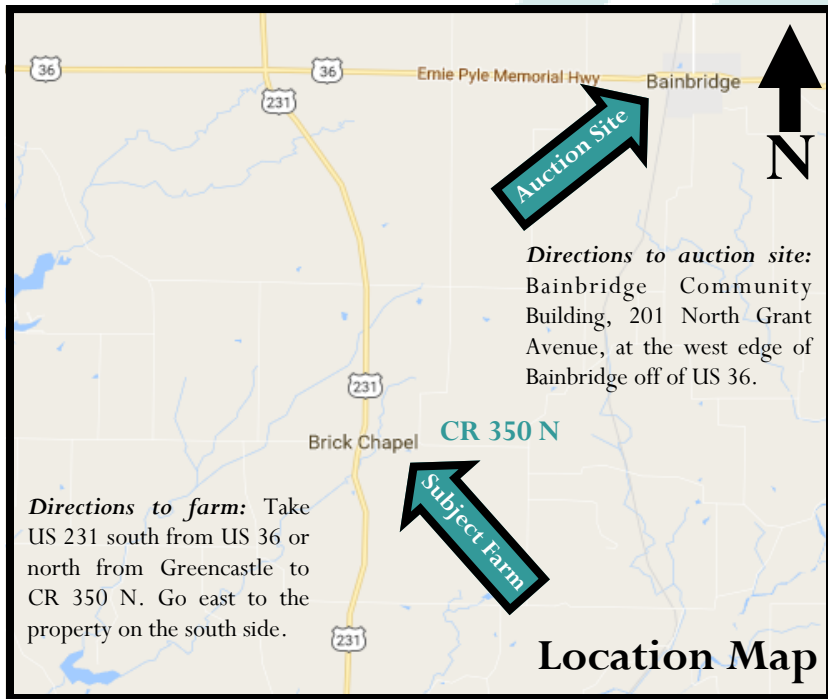 36
36
Ernie Pyle Memorial Hwy
Bainbridge
231
Auction Site
N
Directions to auction site:
Bainbridge Community
Building, 201 North Grant
Avenue, at the west edge of
Bainbridge off of US 36.
231
CR 350 N
Brick Chapel
Subject Farm
Directions to farm: Take
US 231 south from US 36 or
north from Greencastle to
CR 350 N. Go east to the
property on the south side.
231
Location Map